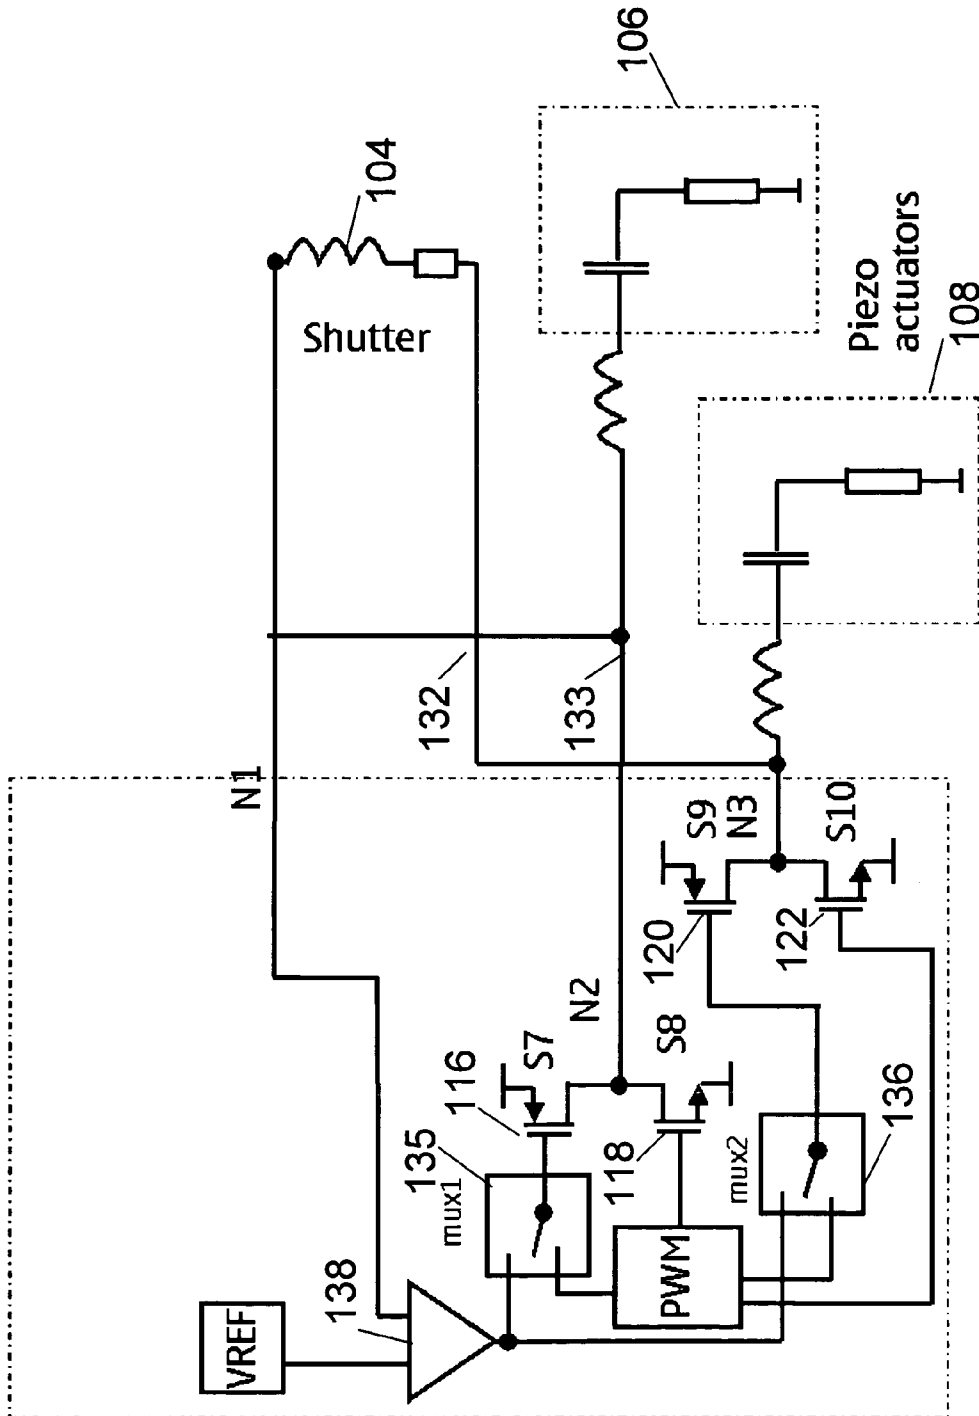 106
104
Shutter
Piezo
actuators
108
132
133
N1
S9
N3
S10
120
122
N2
S7
S8
116
135
mux1
118
mux2
136
138
PWM
VREF